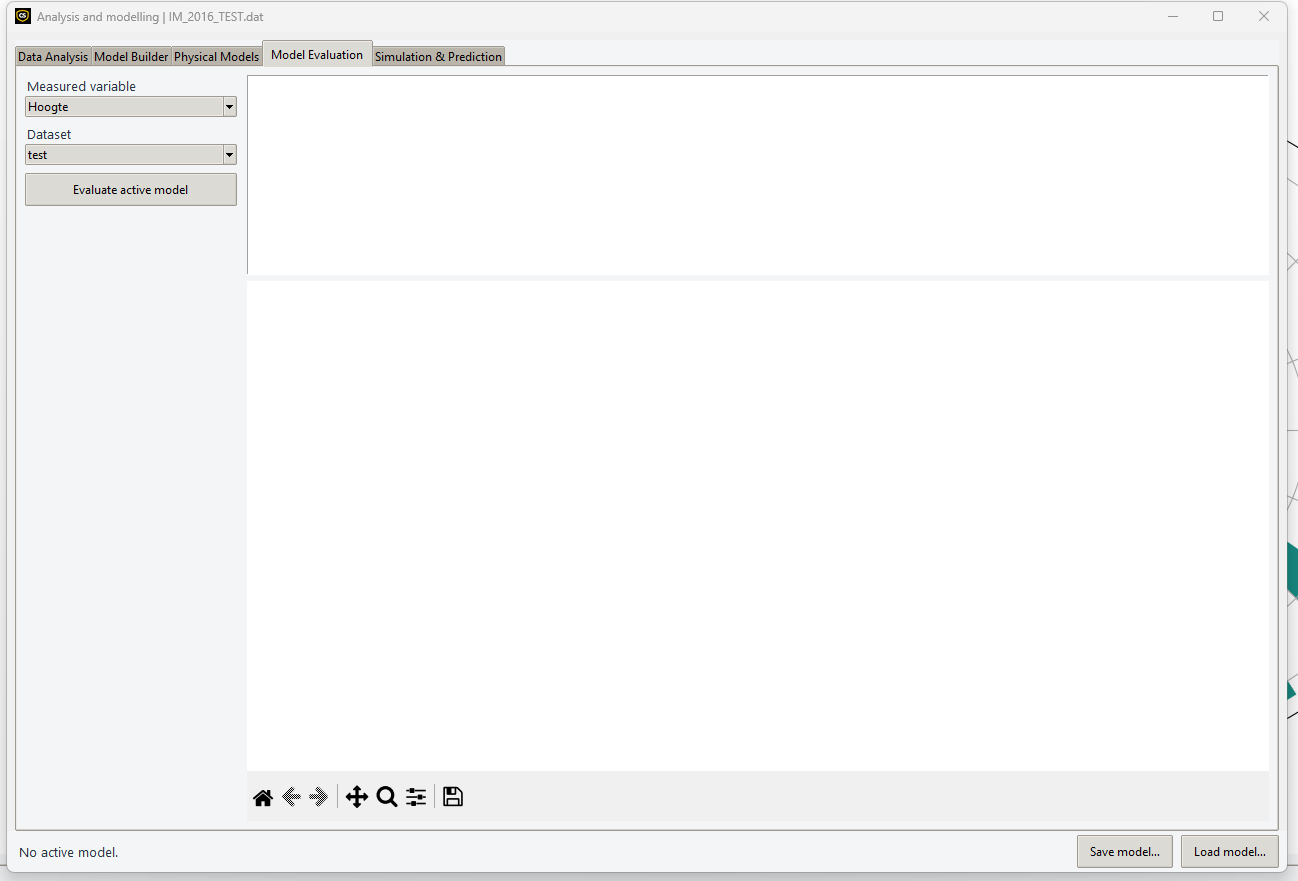 CS Analysis and modelling | IM_2016_TEST.dat
Data Analysis Model Builder Physical Models Model Evaluation Simulation & Prediction
Measured variable
Hoogte
Dataset
test
Evaluate active model
No active model.
Save model... Load model...